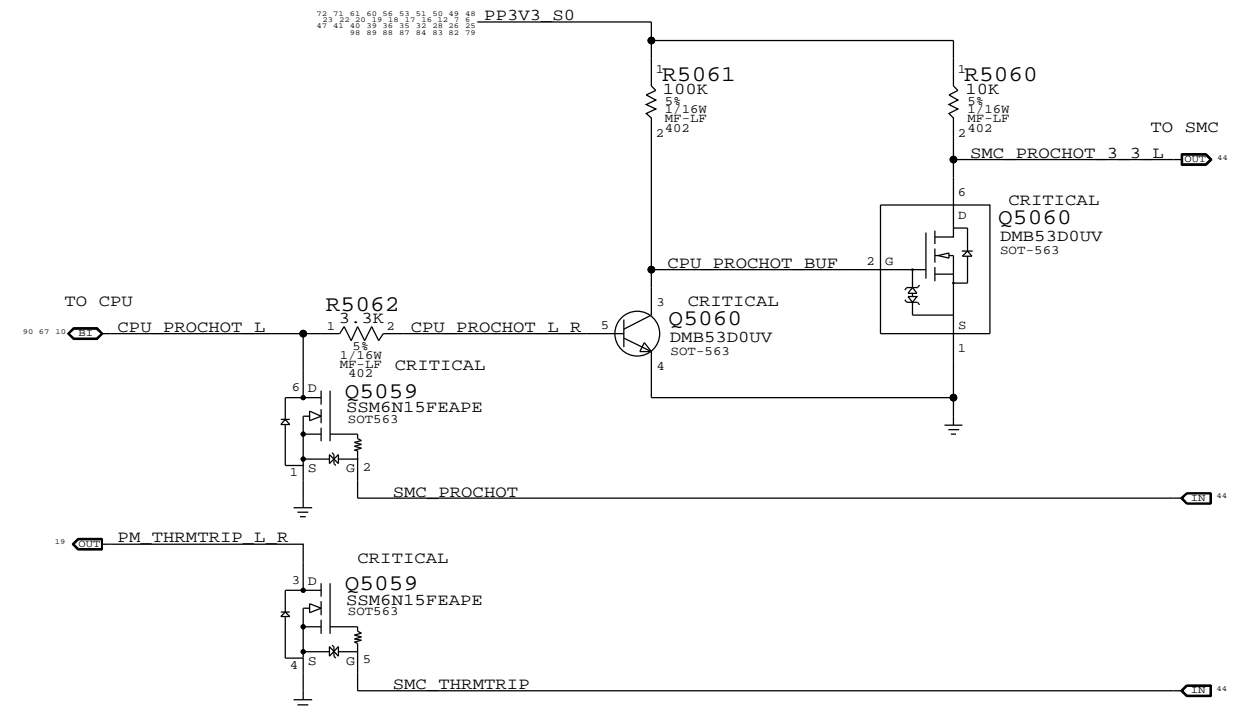 72 71 61 60 56 53 51 50 49 48
23 22 20 19 18 17 16 12 7 6
47 41 40 39 36 35 32 28 26 25
98 89 88 87 84 83 82 79
PP3V3_S0
1
R5061
100K
5%
1/16W
MF-LF
402
2
1
R5060
10K
5%
1/16W
MF-LF
402
2
TO SMC
SMC_PROCHOT_3_3_L
OUT 44
6
CRITICAL
D
Q5060
DMB53D0UV
SOT-563
CPU_PROCHOT_BUF
2 G
S
1
TO CPU
90 67 10 BI CPU_PROCHOT_L
R5062
3.3K
1 2
5%
1/16W
MF-LF
402
CPU_PROCHOT_L_R
5
3
CRITICAL
Q5060
DMB53D0UV
SOT-563
4
CRITICAL
6 D
Q5059
SSM6N15FEAPE
SOT563
1 S G 2
SMC_PROCHOT
IN 44
19 OUT PM_THRMTRIP_L_R
CRITICAL
3 D
Q5059
SSM6N15FEAPE
SOT563
4 S G 5
SMC_THRMTRIP
IN 44